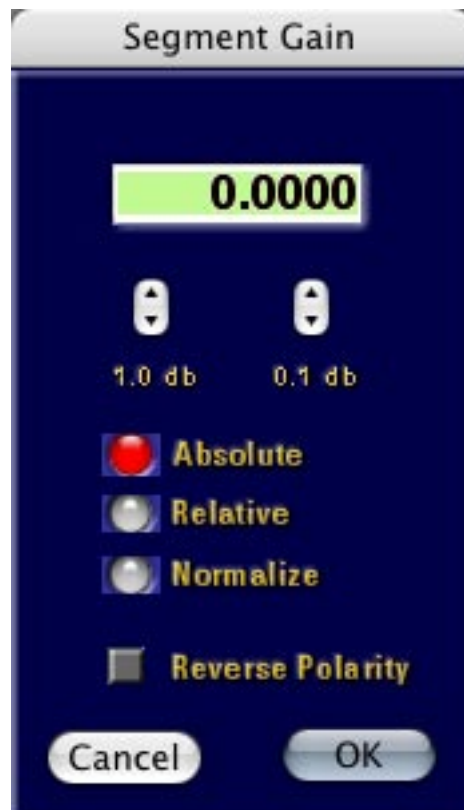 Segment Gain
0.0000
1.0 db 0.1 db
Absolute
Relative
Normalize
Reverse Polarity
Cancel OK